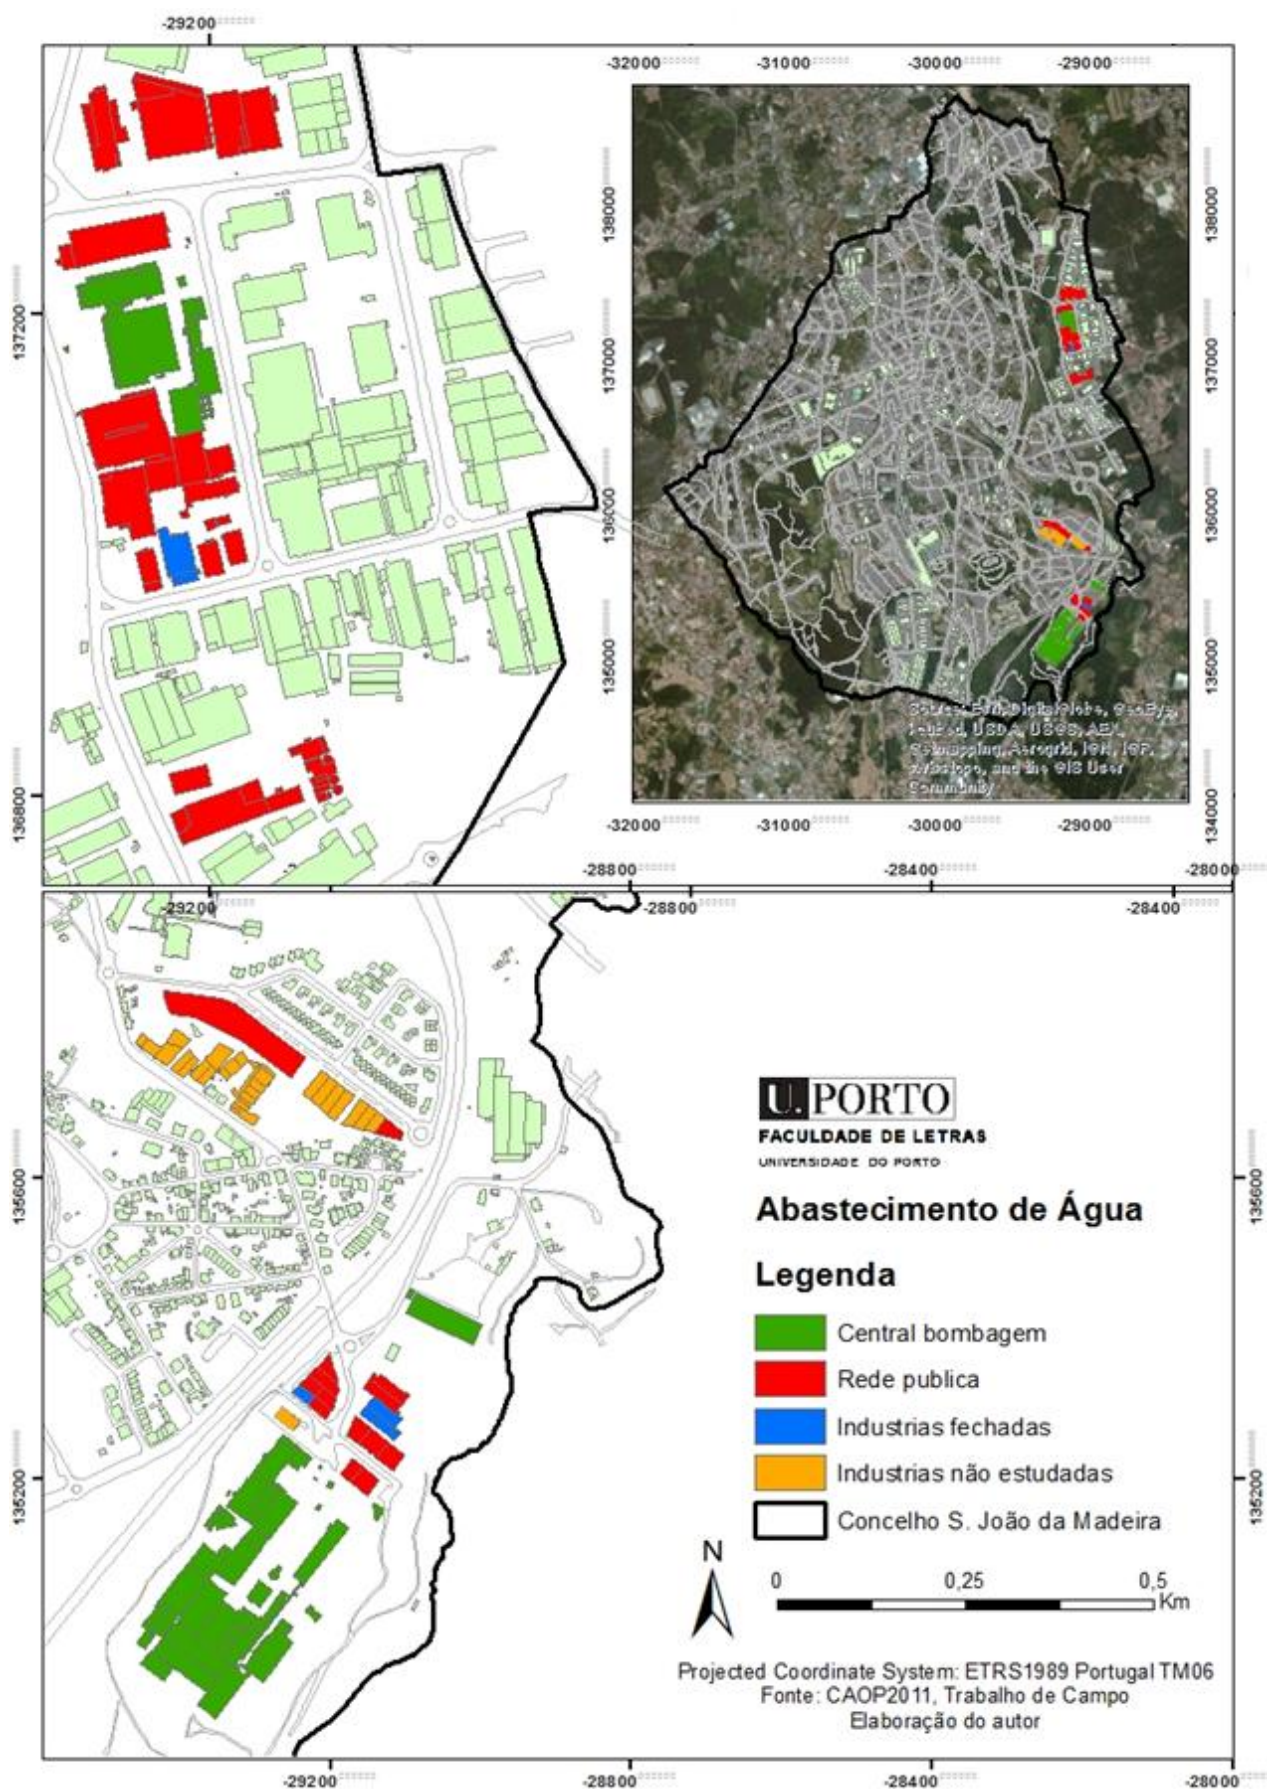 -29200
-32000 -31000 -30000 -29000
138000 138000
137200
137000 137000
136000 136000
135000 135000
136800
134000
Community
-32000 -31000 -30000 -29000
-28800 -28400 -28000
-29200 -28800 -28400
U. PORTO
FACULDADE DE LETRAS
UNIVERSIDADE DO PORTO
135600 135600
Abastecimento de Água
Legenda
Central bombagem
Rede publica
Industrias fechadas
Industrias não estudadas
Concelho S. João da Madeira
135200 135200
N
0 0,25 0,5
Km
Projected Coordinate System: ETRS1989 Portugal TM06
Fonte: CAOP2011, Trabalho de Campo
Elaboração do autor
-29200 -28800 -28400 -28000